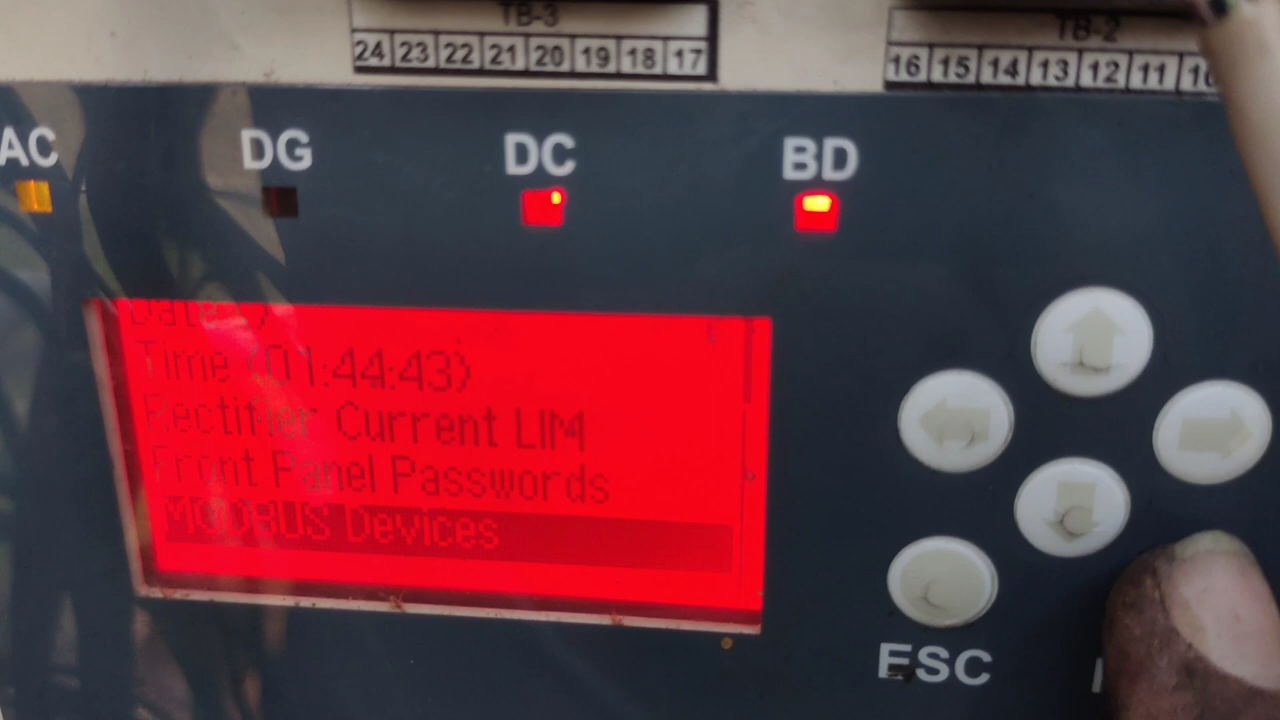 TB-3
24 23 22 21 20 19 18 17
TB-2
16 15 14 13 12 11
AC
DG
DC
BD
Date
Time (01:44:43)
Rectifier Current LIM
Front Panel Passwords
MODBUS Devices
ESC